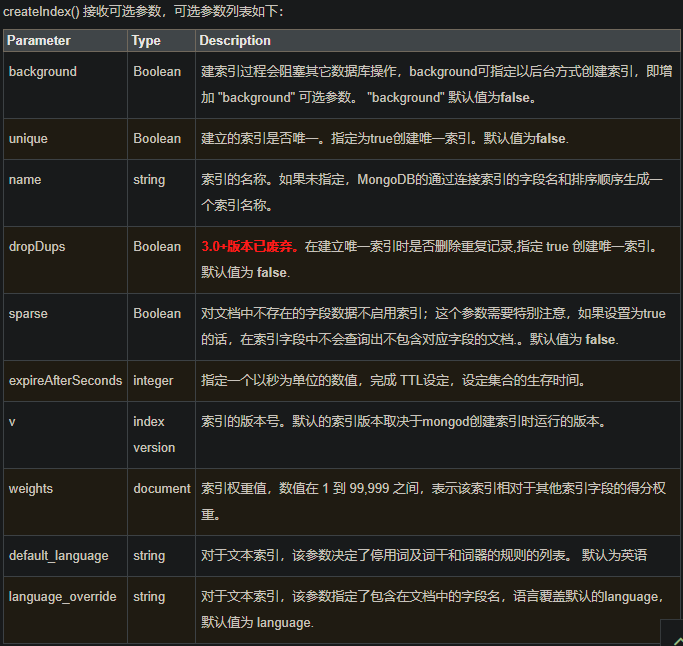 createIndex() 接收可选参数，可选参数列表如下：
Parameter Type Description
background Boolean 建索引过程会阻塞其它数据库操作，background可指定以后台方式创建索引，即增
加 "background" 可选参数。 "background" 默认值为false。
unique Boolean 建立的索引是否唯一。指定为true创建唯一索引。默认值为false.
name string 索引的名称。如果未指定，MongoDB的通过连接索引的字段名和排序顺序生成一
个索引名称。
dropDups Boolean 3.0+版本已废弃。在建立唯一索引时是否删除重复记录,指定 true 创建唯一索引。
默认值为 false.
sparse Boolean 对文档中不存在的字段数据不启用索引；这个参数需要特别注意，如果设置为true
的话，在索引字段中不会查询出不包含对应字段的文档.。默认值为 false.
expireAfterSeconds integer 指定一个以秒为单位的数值，完成 TTL设定，设定集合的生存时间。
v index 索引的版本号。默认的索引版本取决于mongod创建索引时运行的版本。
version
weights document 索引权重值，数值在 1 到 99,999 之间，表示该索引相对于其他索引字段的得分权
重。
default_language string 对于文本索引，该参数决定了停用词及词干和词器的规则的列表。 默认为英语
language_override string 对于文本索引，该参数指定了包含在文档中的字段名，语言覆盖默认的language，
默认值为 language.